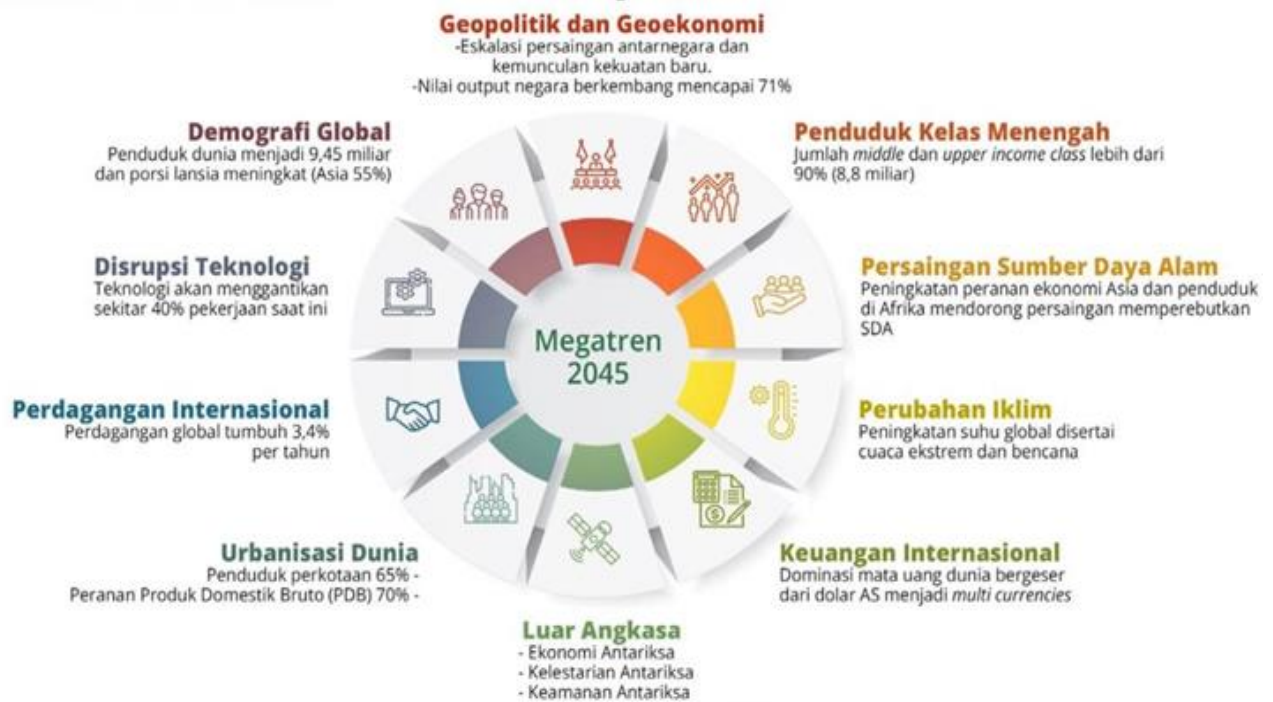 Geopolitik dan Geoekonomi
-Eskalasi persaingan antarnegara dan
kemunculan kekuatan baru.
-Nilai output negara berkembang mencapai 71%
Penduduk Kelas Menengah
Jumlah middle dan upper income class lebih dari
90% (8,8 miliar)
Persaingan Sumber Daya Alam
Peningkatan peranan ekonomi Asia dan penduduk
di Afrika mendorong persaingan memperebutkan
SDA
Perubahan Iklim
Peningkatan suhu global disertai
cuaca ekstrem dan bencana
Keuangan Internasional
Dominasi mata uang dunia bergeser
dari dolar AS menjadi multi currencies
Luar Angkasa
- Ekonomi Antariksa
- Kelestarian Antariksa
- Keamanan Antariksa
Urbanisasi Dunia
Penduduk perkotaan 65% -
Peranan Produk Domestik Bruto (PDB) 70% -
Perdagangan Internasional
Perdagangan global tumbuh 3,4%
per tahun
Disrupsi Teknologi
Teknologi akan menggantikan
sekitar 40% pekerjaan saat ini
Demografi Global
Penduduk dunia menjadi 9,45 miliar
dan porsi lansia meningkat (Asia 55%)
Megatren
2045